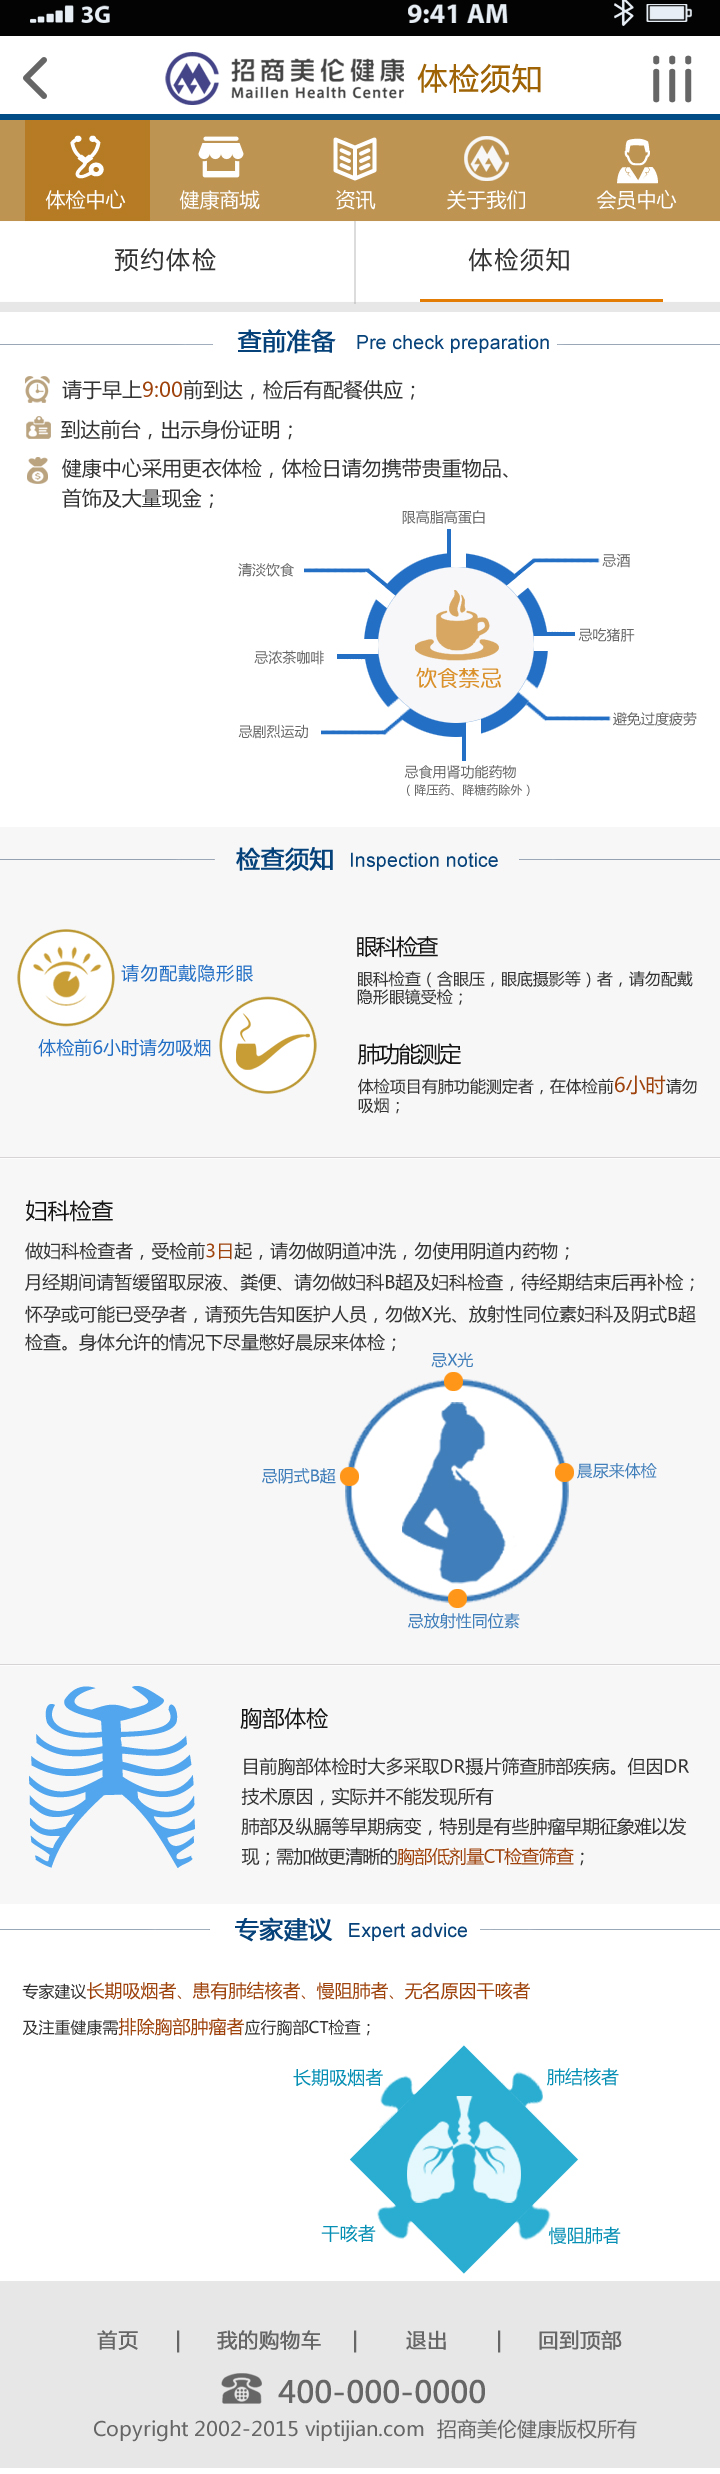 3G 9:41 AM
招商美伦健康 体检须知
Maillen Health Center
体检中心 健康商城 资讯 关于我们 会员中心
预约体检 体检须知
查前准备 Pre check preparation
请于早上9:00前到达，检后有配餐供应；
到达前台，出示身份证明；
健康中心采用更衣体检，体检日请勿携带贵重物品、
首饰及大量现金；
限高脂高蛋白
清淡饮食 忌酒
忌吃猪肝
忌浓茶咖啡
饮食禁忌
忌剧烈运动 避免过度疲劳
忌食用肾功能药物
（降压药、降糖药除外）
检查须知 Inspection notice
请勿配戴隐形眼
体检前6小时请勿吸烟
眼科检查
眼科检查（含眼压，眼底摄影等）者，请勿配戴
隐形眼镜受检；
肺功能测定
体检项目有肺功能测定者，在体检前6小时请勿
吸烟；
妇科检查
做妇科检查者，受检前3日起，请勿做阴道冲洗，勿使用阴道内药物；
月经期间请暂缓留取尿液、粪便、请勿做妇科B超及妇科检查，待经期结束后再补检；
怀孕或可能已受孕者，请预先告知医护人员，勿做X光、放射性同位素妇科及阴式B超
检查。身体允许的情况下尽量憋好晨尿来体检；
忌X光
忌阴式B超 晨尿来体检
忌放射性同位素
胸部体检
目前胸部体检时大多采取DR摄片筛查肺部疾病。但因DR
技术原因，实际并不能发现所有
肺部及纵膈等早期病变，特别是有些肿瘤早期征象难以发
现；需加做更清晰的胸部低剂量CT检查筛查；
专家建议 Expert advice
专家建议长期吸烟者、患有肺结核者、慢阻肺者、无名原因干咳者
及注重健康需排除胸部肿瘤者应行胸部CT检查；
长期吸烟者 肺结核者
干咳者 慢阻肺者
首页 | 我的购物车 | 退出 | 回到顶部
400-000-0000
Copyright 2002-2015 viptijian.com 招商美伦健康版权所有